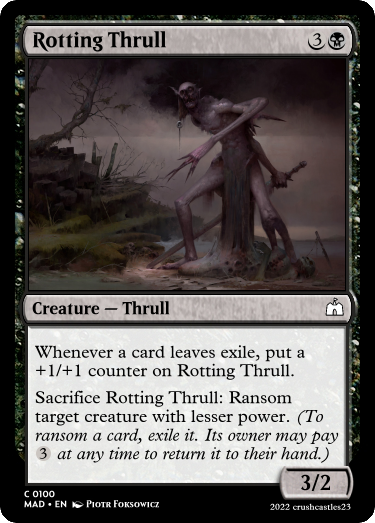 Rotting Thrull 3
Creature — Thrull
Whenever a card leaves exile, put a
+1/+1 counter on Rotting Thrull.
Sacrifice Rotting Thrull: Ransom
target creature with lesser power. (To
ransom a card, exile it. Its owner may pay
3 at any time to return it to their hand.)
3/2
C 0100
MAD • EN Piotr Foksowicz
2022 crushcastles23